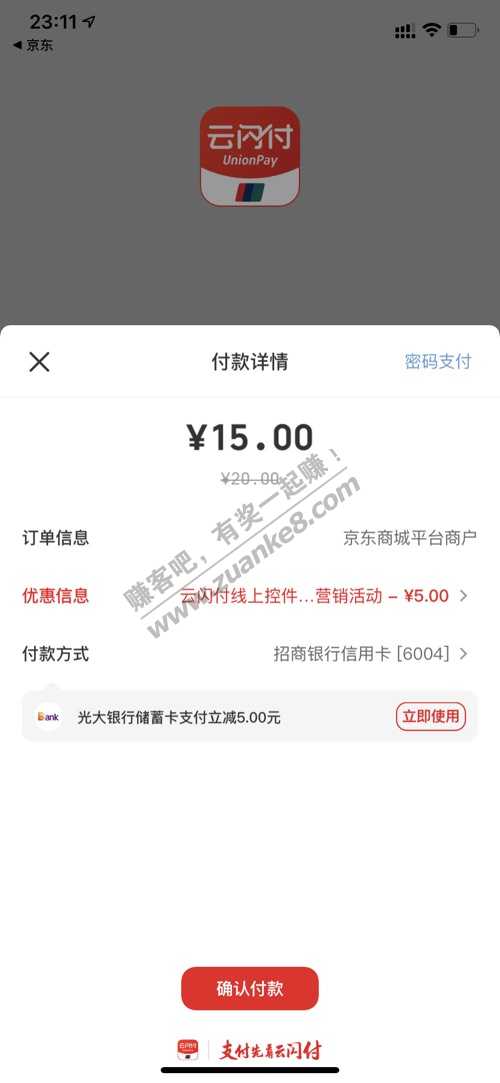 23:11
◀ 京东
云闪付
UnionPay
付款详情
密码支付
¥15.00
¥20.00
订单信息
京东商城平台商户
优惠信息
云闪付线上控件...营销活动 - ¥5.00
付款方式
招商银行信用卡 [6004]
赚客吧，有奖一起赚！
www.zuanke8.com
Bank
光大银行储蓄卡支付立减5.00元
立即使用
确认付款
云闪付
支付先看云闪付